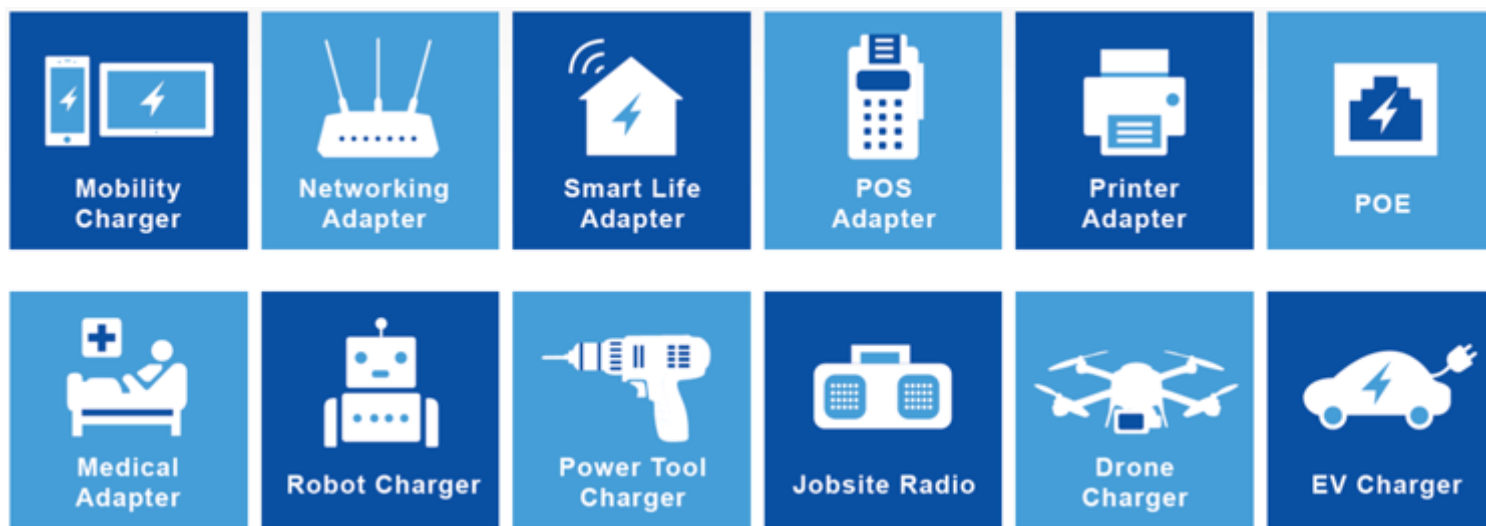 Mobility
Charger
Networking
Adapter
Smart Life
Adapter
POS
Adapter
Printer
Adapter
POE
Medical
Adapter
Robot Charger
Power Tool
Charger
Jobsite Radio
Drone
Charger
EV Charger